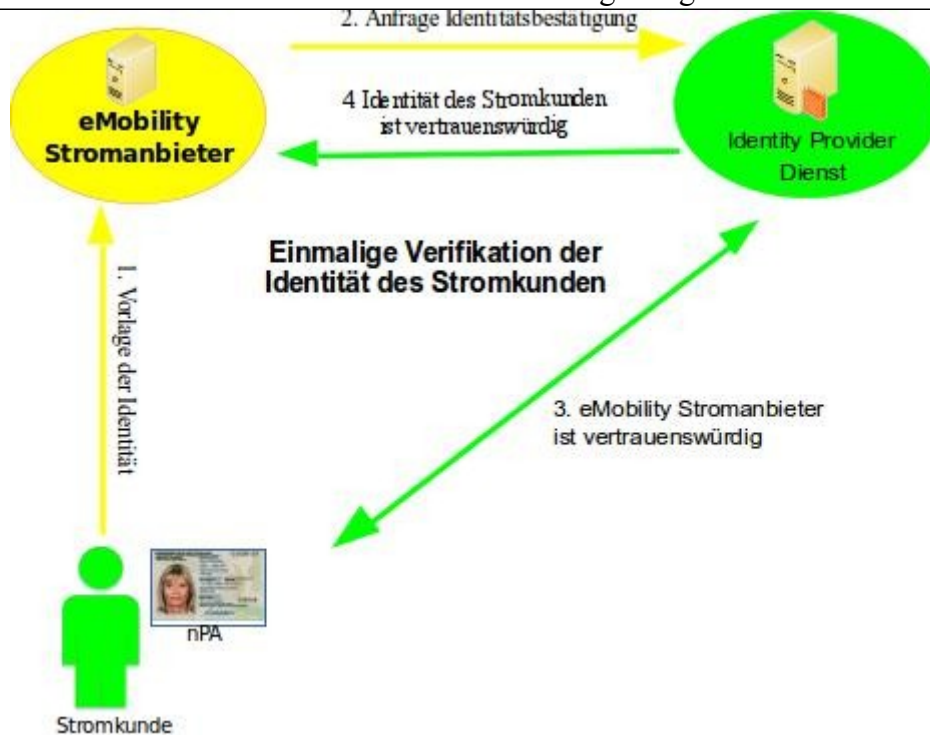 2. Anfrage Identitätsbestätigung
eMobility
Stromanbieter
4 Identität des Stromkunden
ist vertrauenswürdig
Identity Provider
Dienst
Einmalige Verifikation der
Identität des Stromkunden
1. Vorlage der Identität
3. eMobility Stromanbieter
ist vertrauenswürdig
nPA
Stromkunde